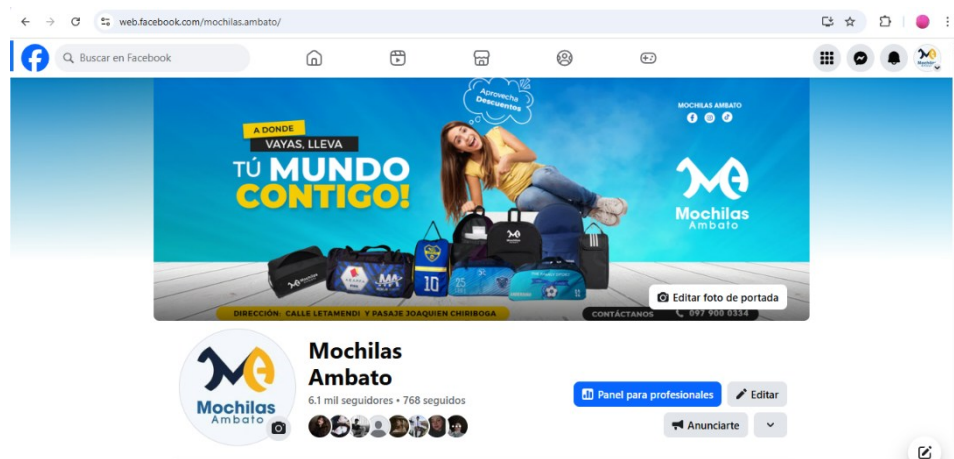 web.facebook.com/mochilas.ambato/
Buscar en Facebook
Aprovecha
Descuentos
MOCHILAS AMBATO
A DONDE
VAYAS, LLEVA
TÚ MUNDO
CONTIGO!
Mochilas
Ambato
10
25
Editar foto de portada
DIRECCIÓN: CALLE LETAMENDI Y PASAJE JOAQUIEN CHIRIBOGA
CONTÁCTANOS 097 900 0334
Mochilas
Ambato
Mochilas
Ambato
6.1 mil seguidores • 768 seguidos
Panel para profesionales
Editar
Anunciarte